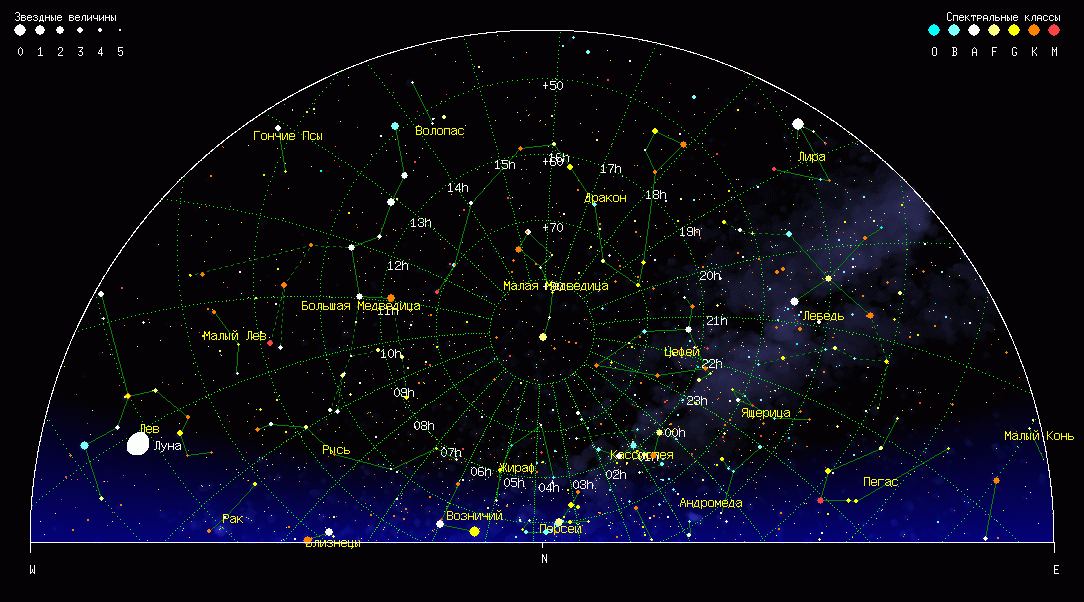 Звездные величины
0 1 2 3 4 5
Спектральные классы
O B A F G K M
+50
Волопас
Гончие Псы
Лира
15h
16h
+60
17h
14h
18h
Дракон
13h
+70
19h
12h
20h
Малая Медведица
+80
Большая Медведица
11h
21h
Лебедь
Малый Лев
10h
Цефей
22h
09h
23h
Ящерица
08h
00h
Лев
Луна
Малый Конь
Рысь
07h
Кассиопея
01h
06h
Жираф
05h
04h
03h
02h
Пегас
Андромеда
Рак
Возничий
Персей
Близнецы
W
N
E